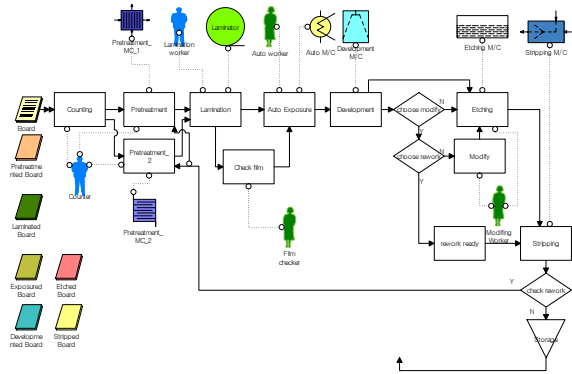 Pretreatment_
MC_1
Lamination
worker
Laminator
Auto worker
Auto M/C
Development
M/C
Etching M/C
Stripping M/C
Board
Counting
Pretreatment
Lamination
Auto Exposure
Development
choose modify
N
Etching
Y
Pretreatme
nted Board
Pretreatment_
2
Check film
choose rework
N
Modify
Counter
Y
Laminated
Board
Pretreatment_
MC_2
Film
checker
Modifing
Worker
rework ready
Stripping
Exposured
Board
Etched
Board
Y
check rework
N
Developme
nted Board
Stripped
Board
Storage